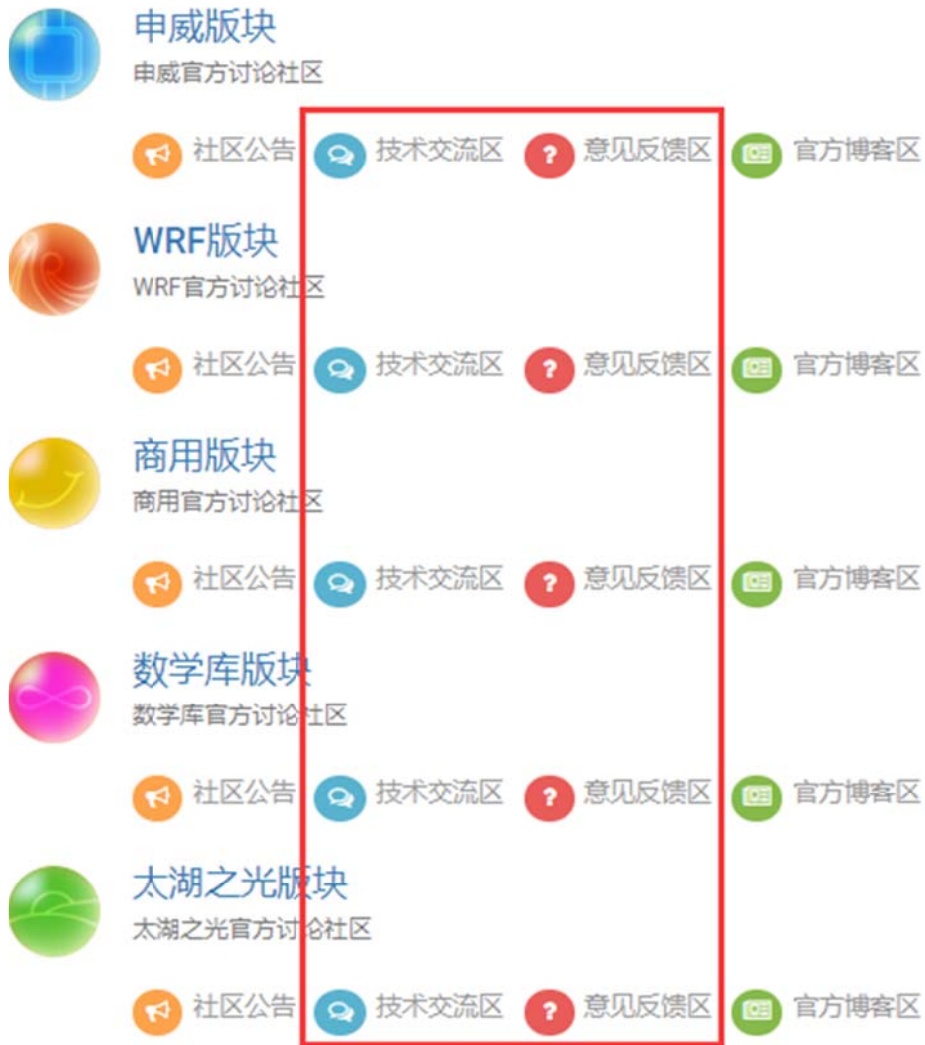 申威版块
申威官方讨论社区
社区公告 技术交流区 意见反馈区 官方博客区
WRF版块
WRF官方讨论社区
社区公告 技术交流区 意见反馈区 官方博客区
商用版块
商用官方讨论社区
社区公告 技术交流区 意见反馈区 官方博客区
数学库版块
数学库官方讨论社区
社区公告 技术交流区 意见反馈区 官方博客区
太湖之光版块
太湖之光官方讨论社区
社区公告 技术交流区 意见反馈区 官方博客区